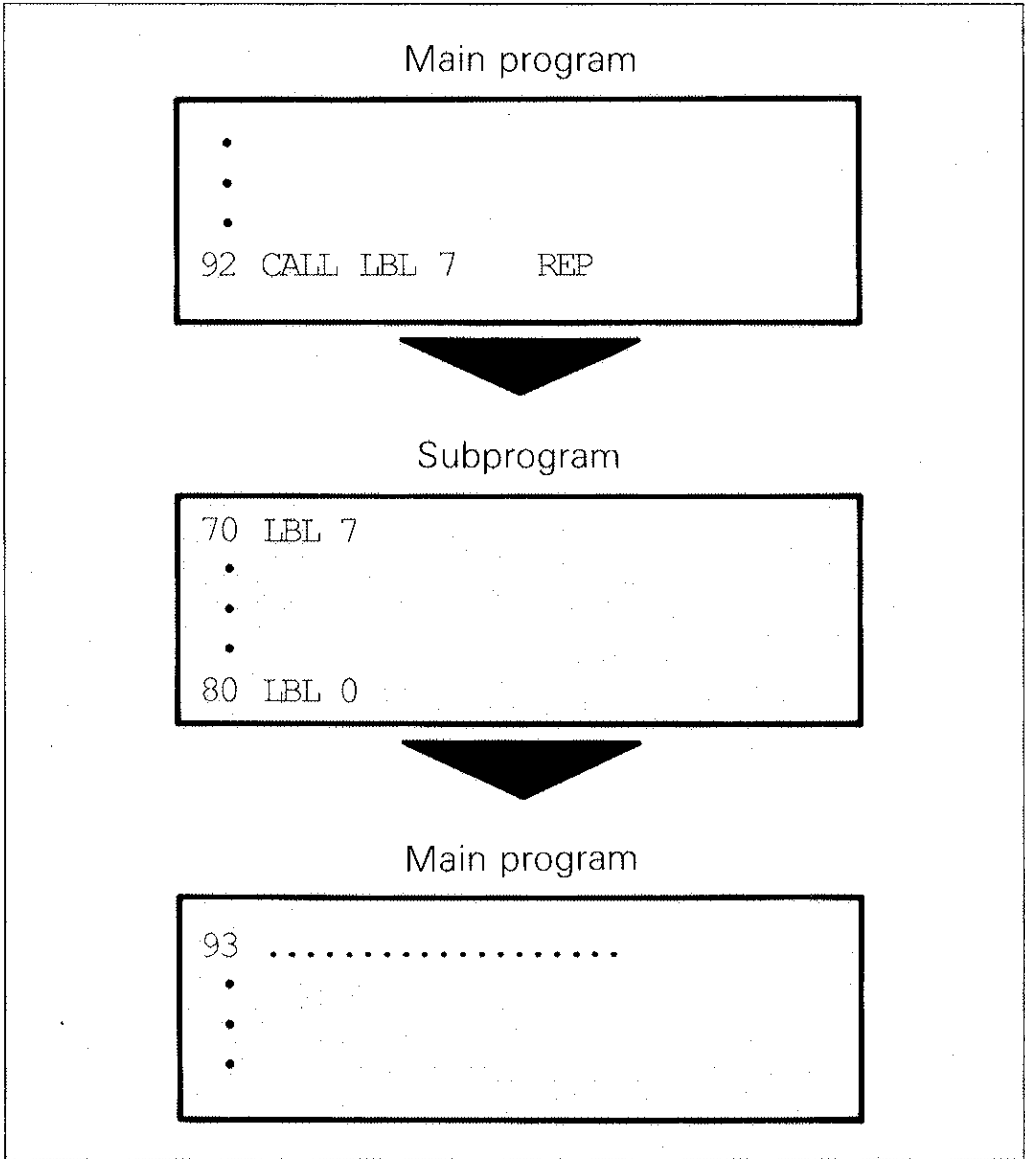 Main program
•
•
•
92 CALL LBL 7 REP
Subprogram
70 LBL 7
•
•
•
80 LBL 0
Main program
93 ...................
•
•
•